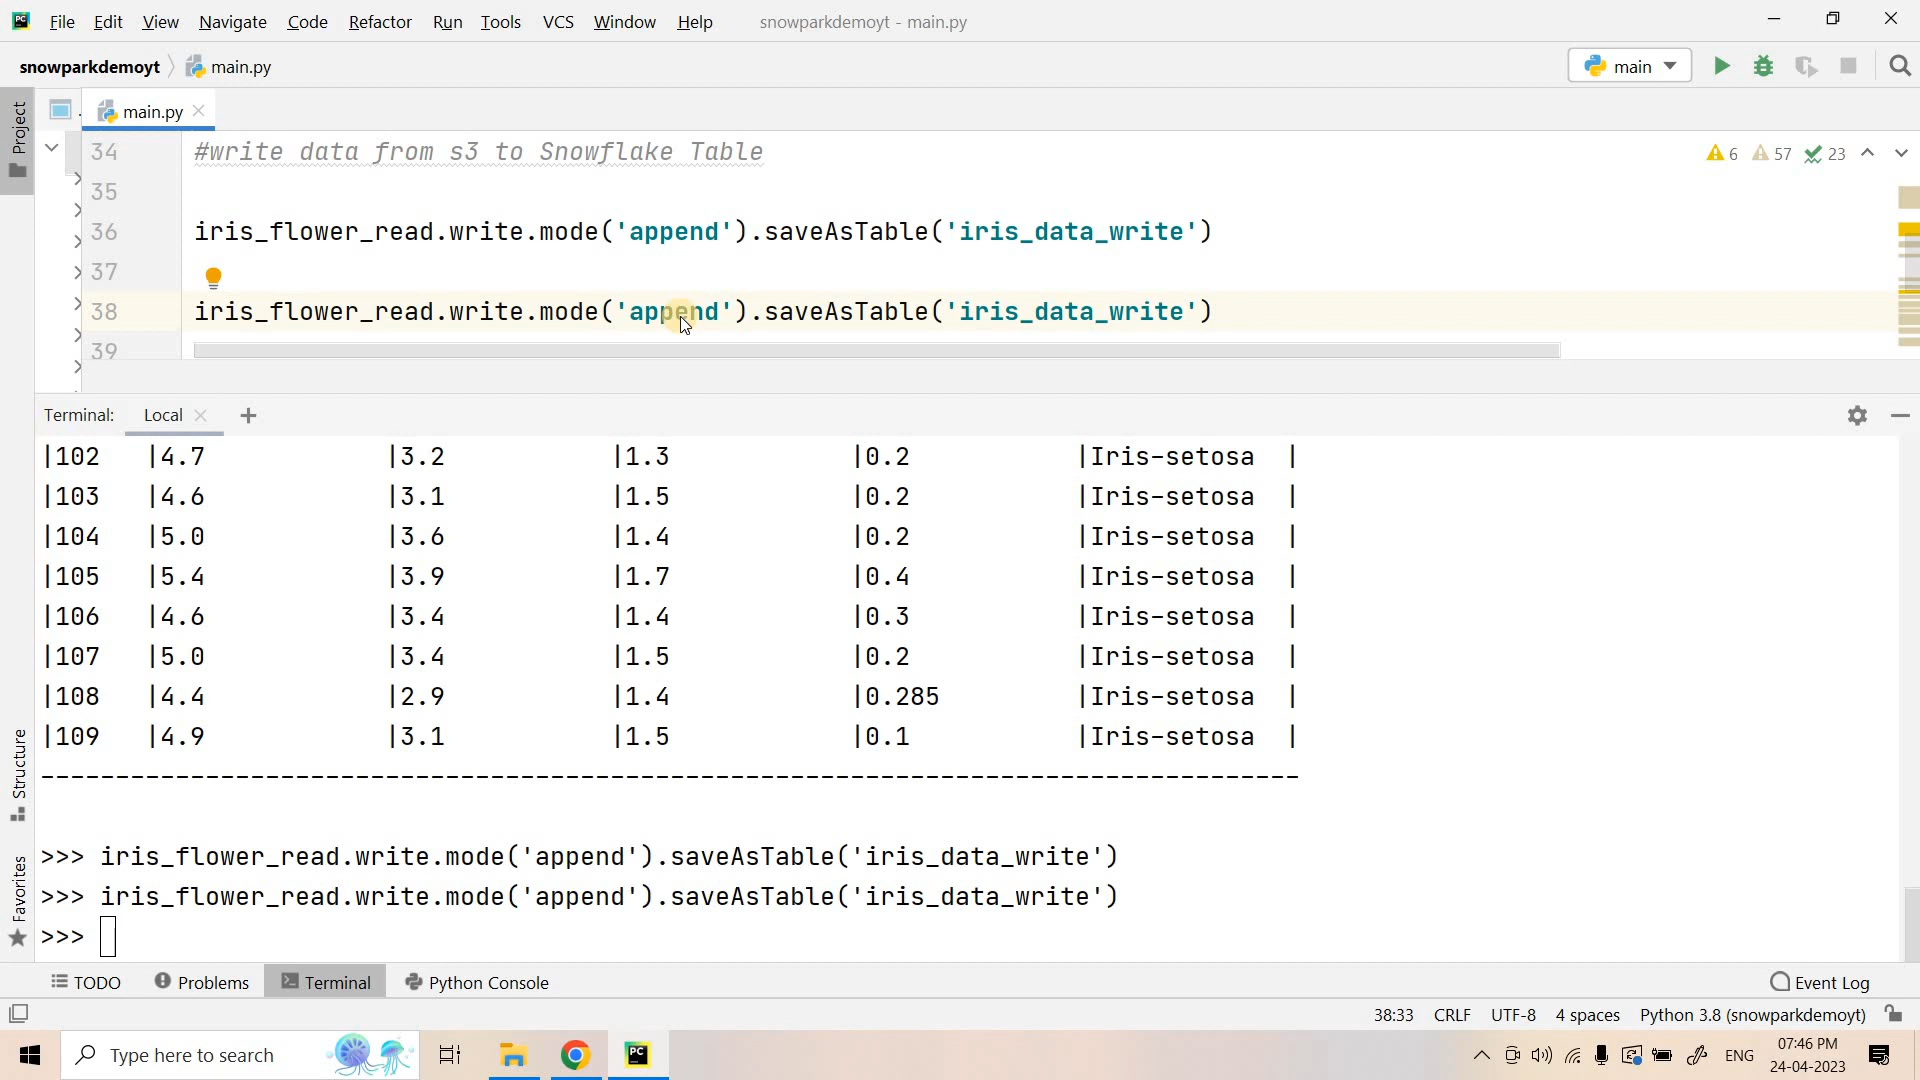 PC File Edit View Navigate Code Refactor Run Tools VCS Window Help snowparkdemoyt - main.py
snowparkdemoyt main.py main
Project
main.py
34 #write data from s3 to Snowflake Table
6 57 23
35
36 iris_flower_read.write.mode('append').saveAsTable('iris_data_write')
37
38 iris_flower_read.write.mode('append').saveAsTable('iris_data_write')
39
Terminal: Local
|102 |4.7 |3.2 |1.3 |0.2 |Iris-setosa |
|103 |4.6 |3.1 |1.5 |0.2 |Iris-setosa |
|104 |5.0 |3.6 |1.4 |0.2 |Iris-setosa |
|105 |5.4 |3.9 |1.7 |0.4 |Iris-setosa |
|106 |4.6 |3.4 |1.4 |0.3 |Iris-setosa |
|107 |5.0 |3.4 |1.5 |0.2 |Iris-setosa |
|108 |4.4 |2.9 |1.4 |0.285 |Iris-setosa |
|109 |4.9 |3.1 |1.5 |0.1 |Iris-setosa |
------------------------------------------------------------------------------------
Structure
Favorites
>>> iris_flower_read.write.mode('append').saveAsTable('iris_data_write')
>>> iris_flower_read.write.mode('append').saveAsTable('iris_data_write')
>>>
TODO Problems Terminal Python Console Event Log
38:33 CRLF UTF-8 4 spaces Python 3.8 (snowparkdemoyt)
Type here to search PC ENG 07:46 PM
24-04-2023